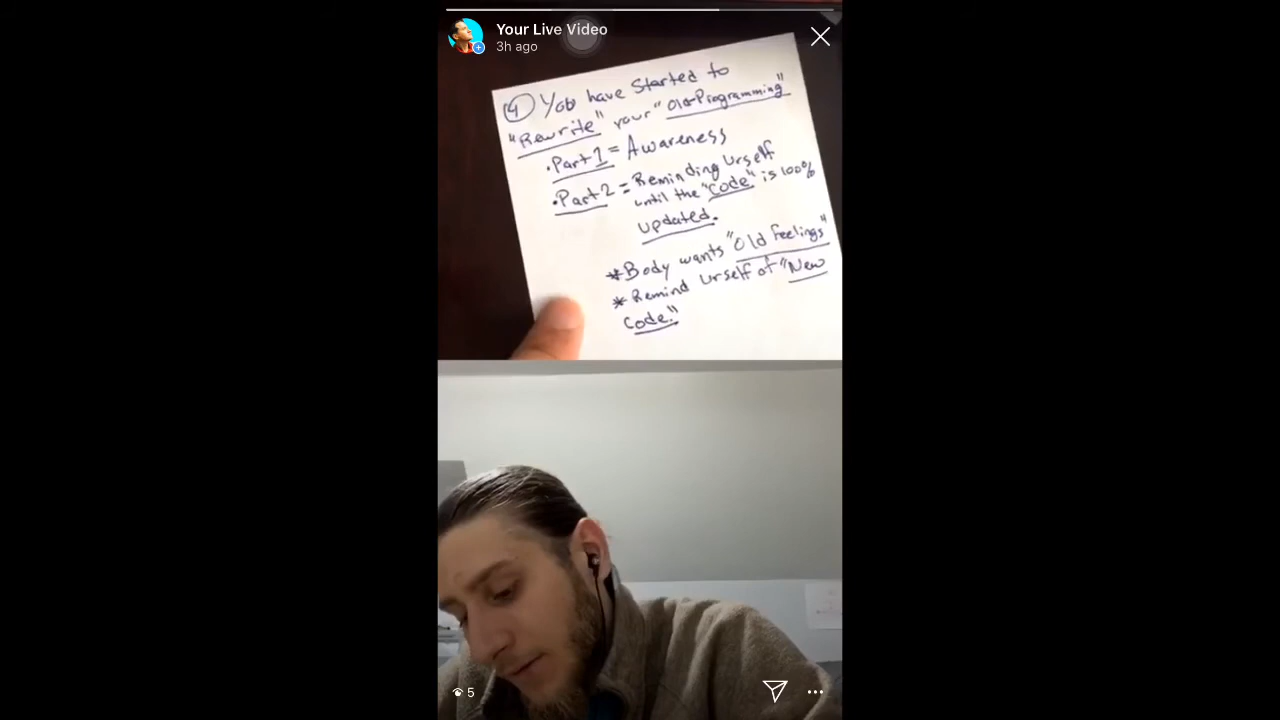 Your Live Video
3h ago
④ You have Started to
"Rewrite" your "Old-Programming"
•Part 1 = Awareness
•Part 2 = Reminding urself
until the "Code" is 100%
updated.
*Body wants "Old feelings"
*Remind urself of "New
Code."
5